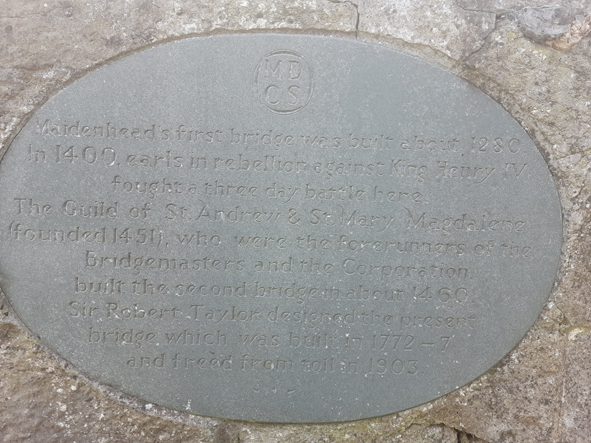 MD
CS
Maidenhead's first bridge was built about 1280.
In 1400, earls in rebellion against King Henry IV
fought a three day battle here.
The Guild of St. Andrew & St. Mary Magdalene
(founded 1451), who were the forerunners of the
Bridgemasters and the Corporation,
built the second bridge in about 1460.
Sir Robert Taylor designed the present
bridge which was built in 1772-7
and freed from toll in 1903.